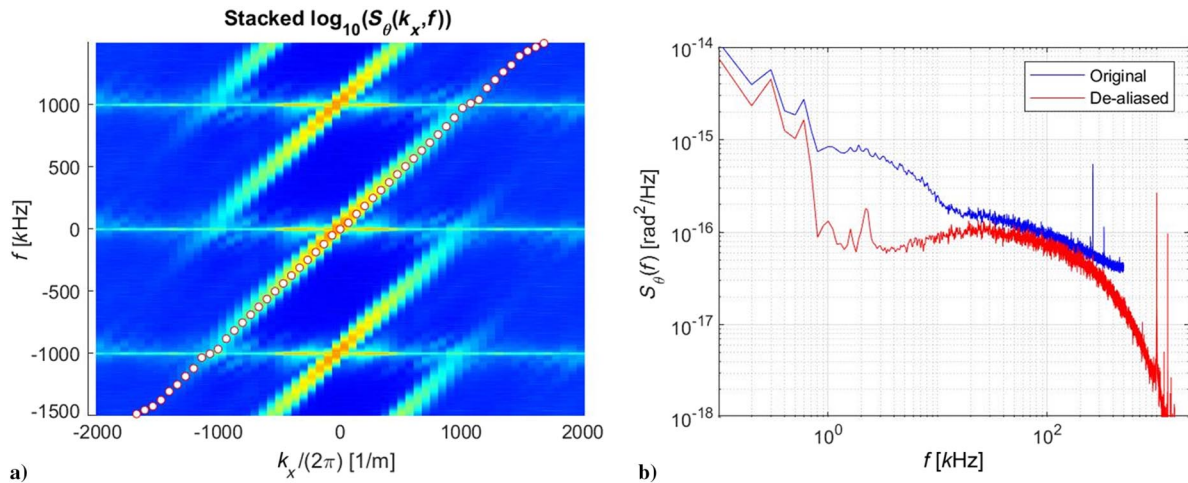 Stacked log10(Sθ(kx,f))
1000
500
0
-500
-1000
-1500
f [kHz]
-2000 -1000 0 1000 2000
kx/(2π) [1/m]
a)
10-14
10-15
10-16
10-17
10-18
Sθ(f) [rad2/Hz]
Original
De-aliased
100 102
f [kHz]
b)